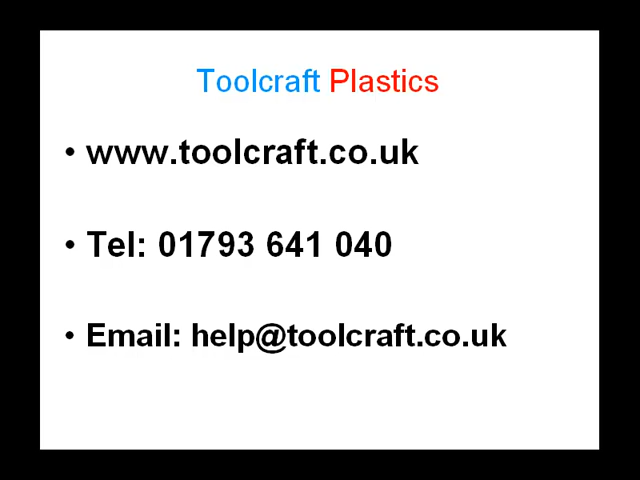 Toolcraft Plastics
• www.toolcraft.co.uk
• Tel: 01793 641 040
• Email: help@toolcraft.co.uk